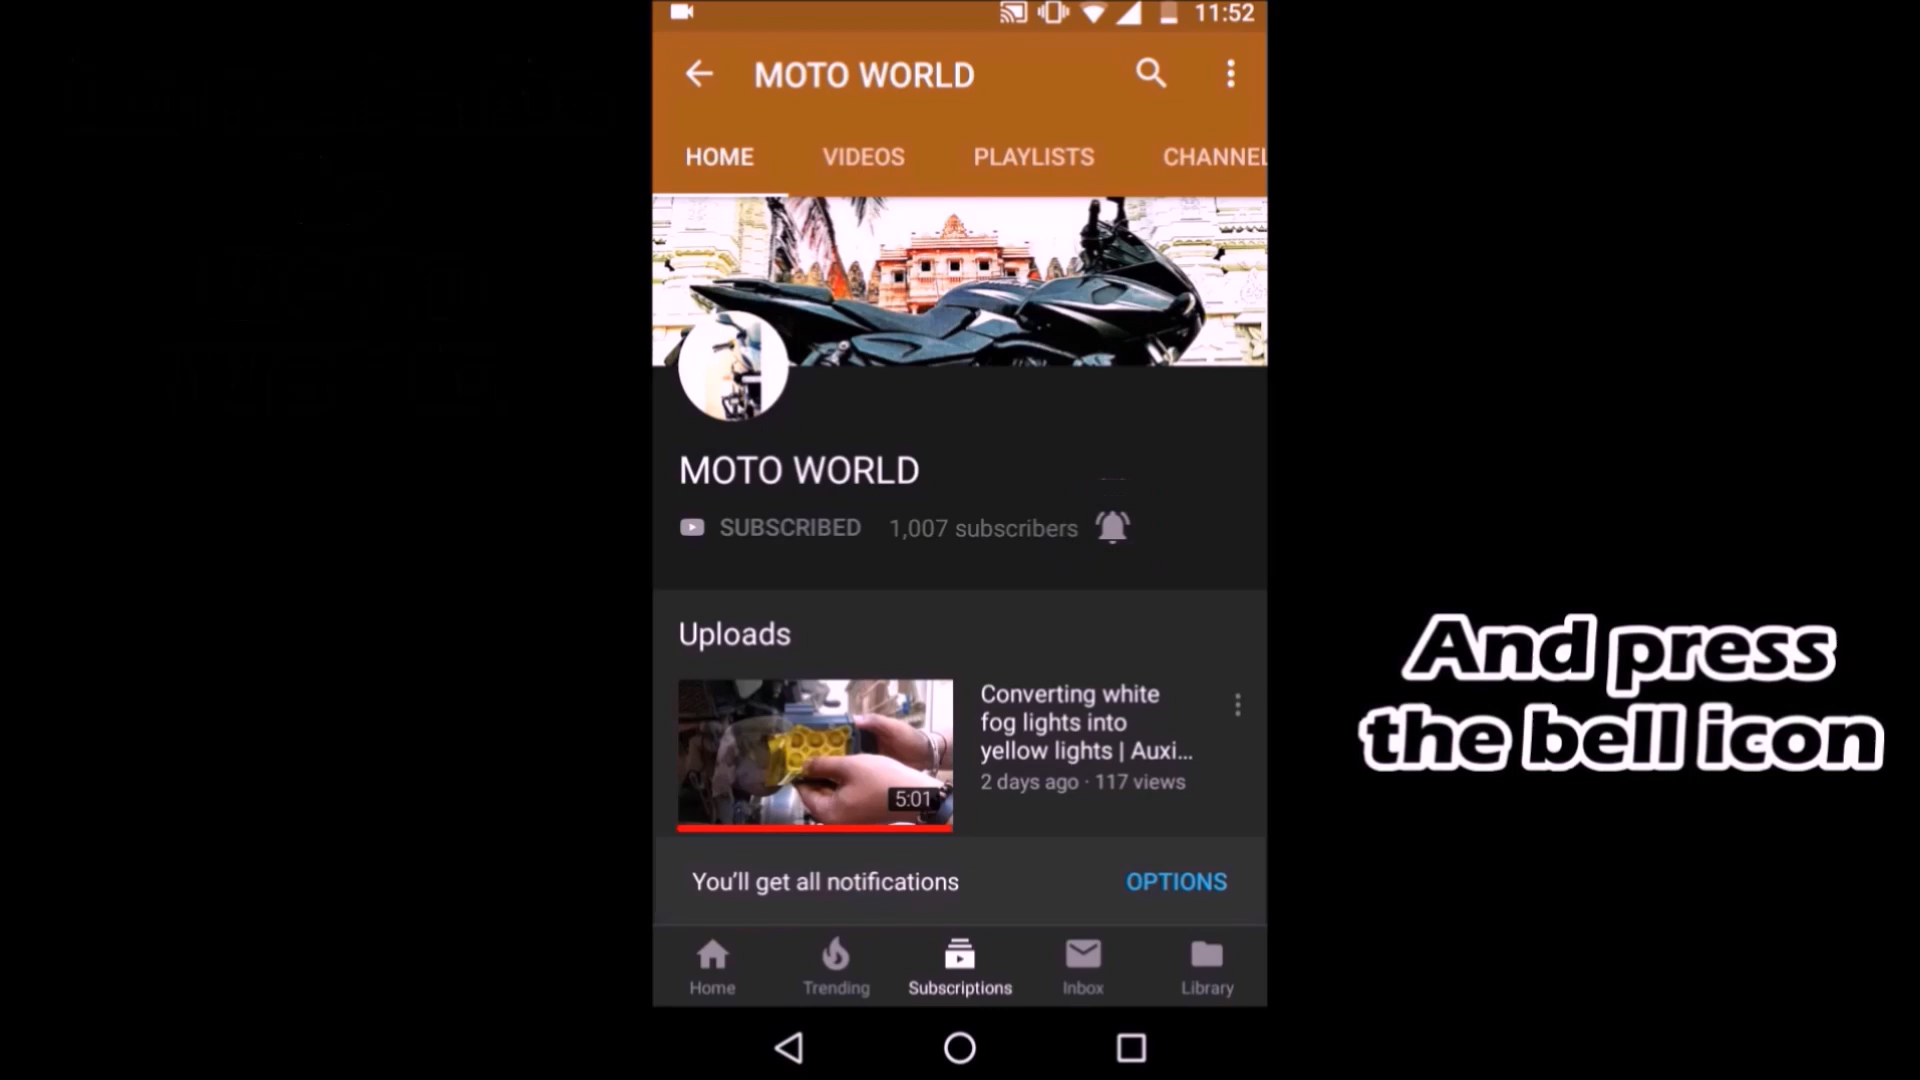 11:52
MOTO WORLD
HOME VIDEOS PLAYLISTS CHANNEL
MOTO WORLD
SUBSCRIBED 1,007 subscribers
Uploads
Converting white
fog lights into
yellow lights | Auxi...
2 days ago · 117 views
5:01
You'll get all notifications OPTIONS
Home Trending Subscriptions Inbox Library
And press
the bell icon